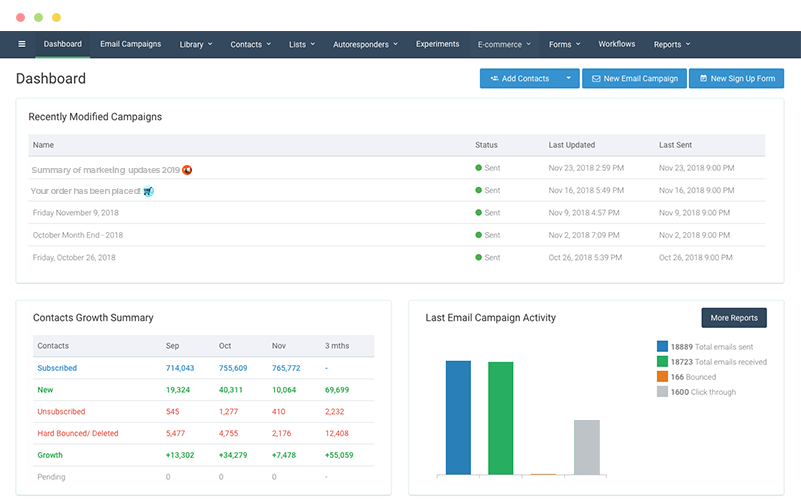 Dashboard Email Campaigns Library Contacts Lists Autoresponders Experiments E-commerce Forms Workflows Reports
Dashboard
Add Contacts New Email Campaign New Sign Up Form
Recently Modified Campaigns
Name Status Last Updated Last Sent
Summary of marketing updates 2019 Sent Nov 23, 2018 2:59 PM Nov 23, 2018 9:00 PM
Your order has been placed! Sent Nov 16, 2018 5:49 PM Nov 16, 2018 9:00 PM
Friday November 9, 2018 Sent Nov 9, 2018 4:57 PM Nov 9, 2018 9:00 PM
October Month End - 2018 Sent Nov 2, 2018 7:09 PM Nov 2, 2018 9:00 PM
Friday, October 26, 2018 Sent Oct 26, 2018 5:39 PM Oct 26, 2018 9:00 PM
Contacts Growth Summary
Contacts Sep Oct Nov 3 mths
Subscribed 714,043 755,609 765,772 -
New 19,324 40,311 10,064 69,699
Unsubscribed 545 1,277 410 2,232
Hard Bounced/ Deleted 5,477 4,755 2,176 12,408
Growth +13,302 +34,279 +7,478 +55,059
Pending 0 0 0 -
Last Email Campaign Activity
More Reports
18889 Total emails sent
18723 Total emails received
166 Bounced
1600 Click through